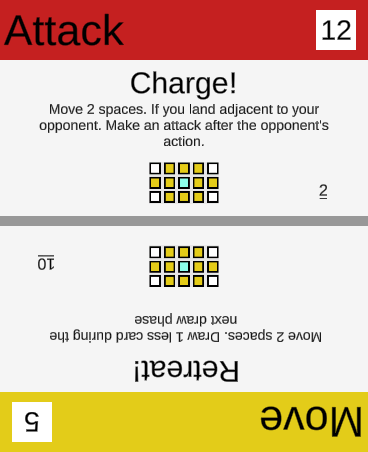 Attack
12
Charge!
Move 2 spaces. If you land adjacent to your
opponent. Make an attack after the opponent's
action.
2
Move
5
Retreat!
Move 2 spaces. Draw 1 less card during the
next draw phase
10